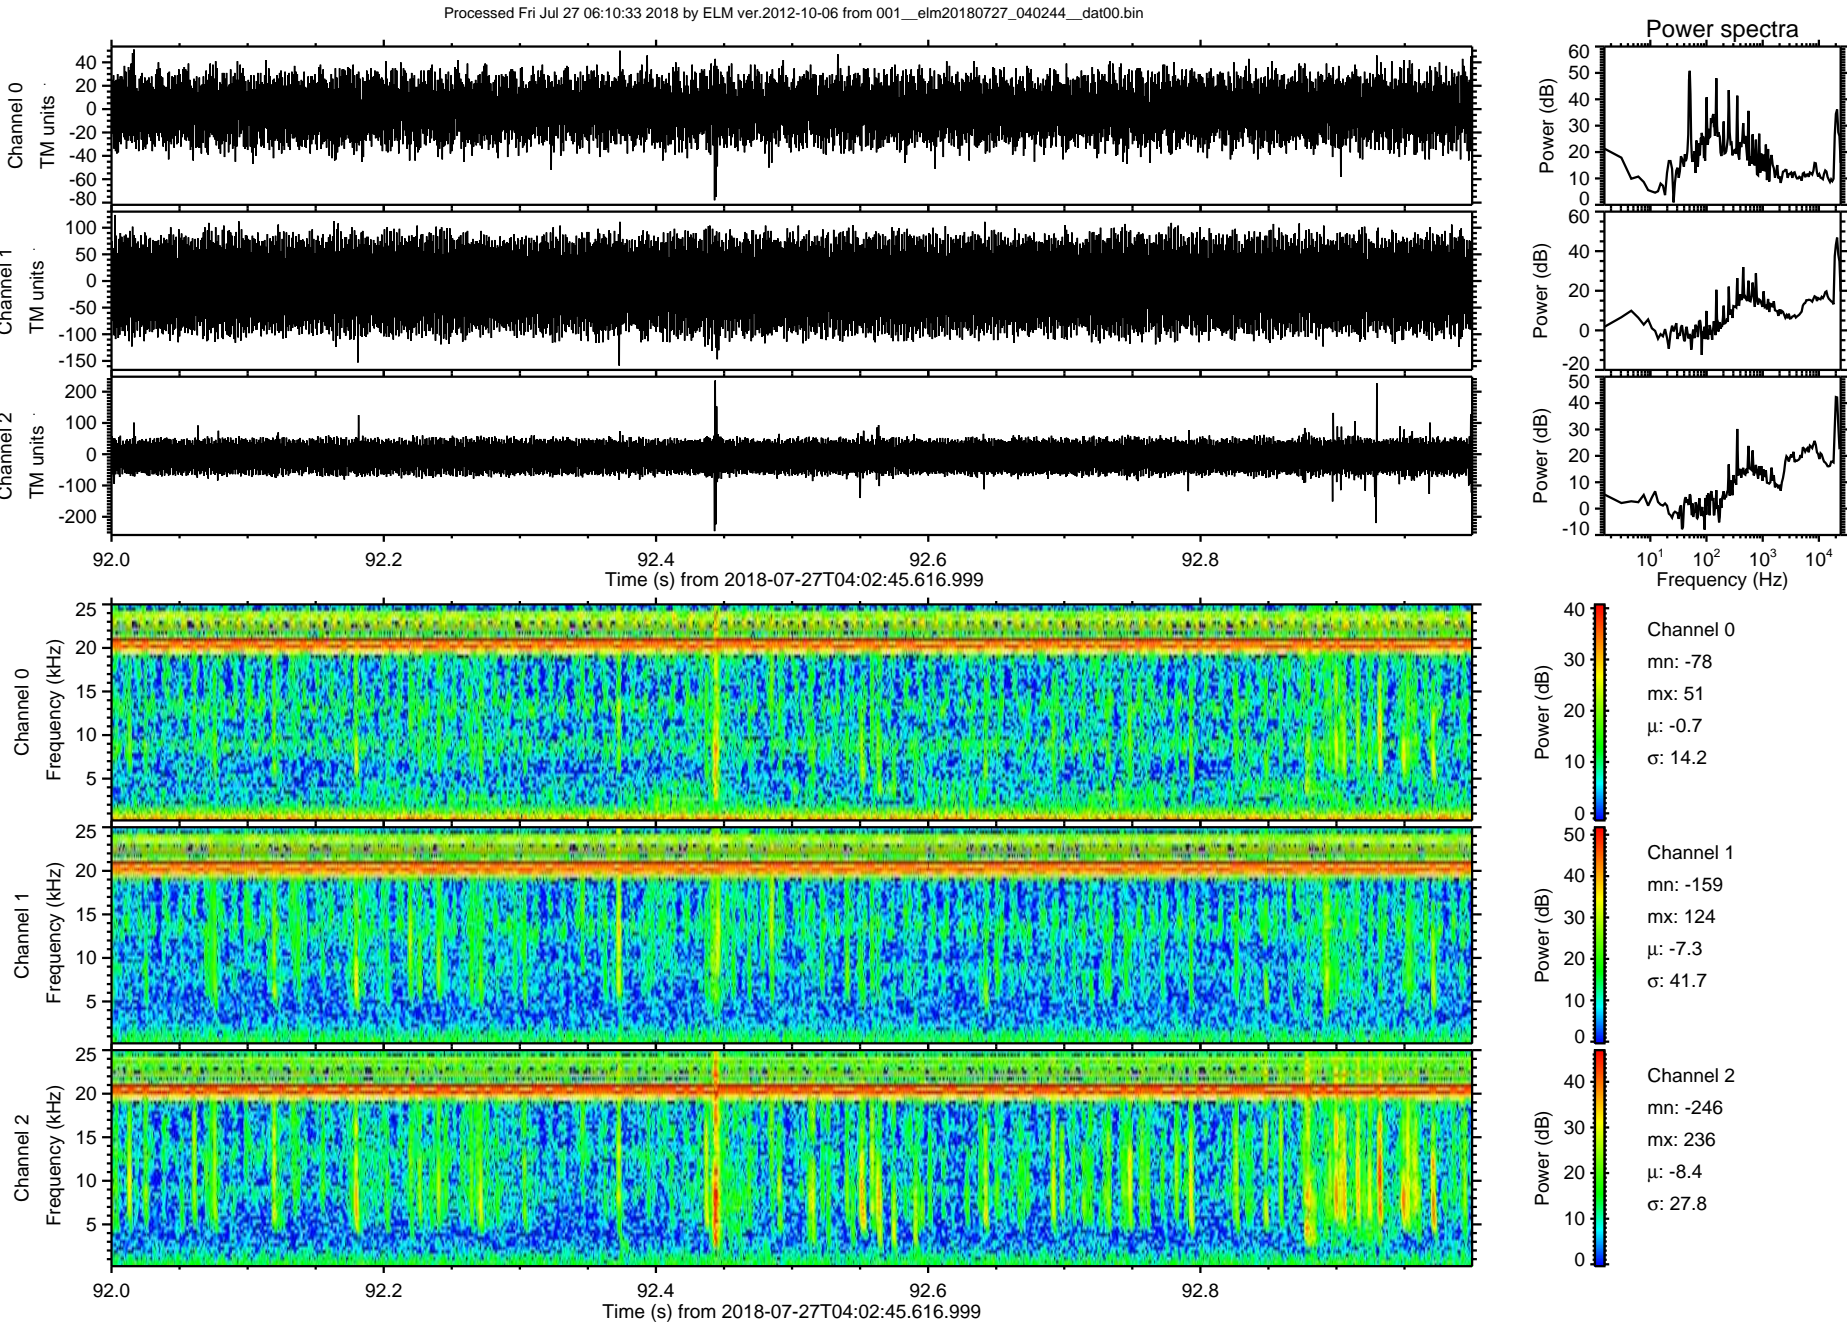 Processed Fri Jul 27 06:10:33 2018 by ELM ver.2012-10-06 from 001__elm20180727_040244__dat00.bin
Power spectra
Channel 0
TM units
40
20
0
-20
-40
-60
-80
Power (dB)
60
50
40
30
20
10
0
Channel 1
TM units
100
50
0
-50
-100
-150
Power (dB)
60
40
20
0
-20
Channel 2
TM units
200
100
0
-100
-200
Power (dB)
50
40
30
20
10
0
-10
92.0 92.2 92.4 92.6 92.8
Time (s) from 2018-07-27T04:02:45.616.999
10^1 10^2 10^3 10^4
Frequency (Hz)
Channel 0
Frequency (kHz)
25
20
15
10
5
Power (dB)
40
30
20
10
0
Channel 0
mn: -78
mx: 51
μ: -0.7
σ: 14.2
Channel 1
Frequency (kHz)
25
20
15
10
5
Power (dB)
50
40
30
20
10
0
Channel 1
mn: -159
mx: 124
μ: -7.3
σ: 41.7
Channel 2
Frequency (kHz)
25
20
15
10
5
Power (dB)
40
30
20
10
0
Channel 2
mn: -246
mx: 236
μ: -8.4
σ: 27.8
92.0 92.2 92.4 92.6 92.8
Time (s) from 2018-07-27T04:02:45.616.999